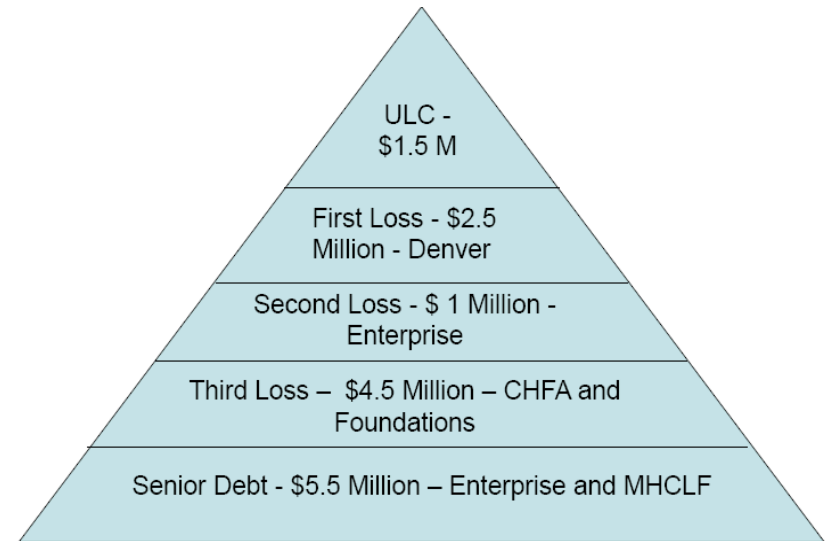 ULC -
$1.5 M
First Loss - $2.5
Million - Denver
Second Loss - $ 1 Million -
Enterprise
Third Loss – $4.5 Million – CHFA and
Foundations
Senior Debt - $5.5 Million – Enterprise and MHCLF